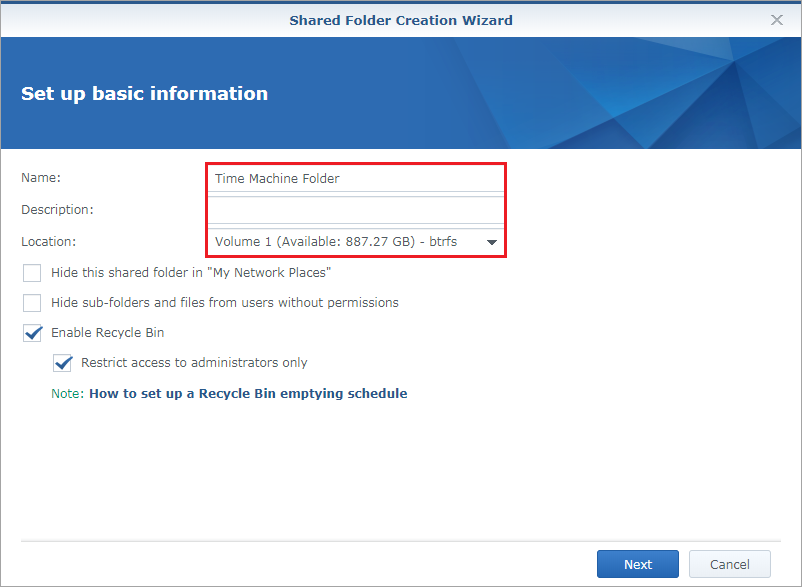 Shared Folder Creation Wizard
Set up basic information
Name: Time Machine Folder
Description:
Location: Volume 1 (Available: 887.27 GB) - btrfs
Hide this shared folder in "My Network Places"
Hide sub-folders and files from users without permissions
Enable Recycle Bin
Restrict access to administrators only
Note: How to set up a Recycle Bin emptying schedule
Next Cancel